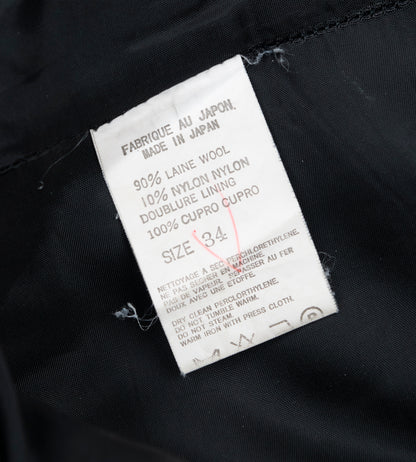 FABRIQUE AU JAPON.
MADE IN JAPAN
90% LAINE WOOL
10% NYLON NYLON
DOUBLURE LINING
100% CUPRO CUPRO
SIZE 34
NETTOYAGE A SEC PERCHLORETHYLENE.
NE PAS SECHER EN MACHINE.
PAS DE VAPEUR. REPASSER AU FER
DOUX AVEC UNE ETOFFE.
DRY CLEAN PERCLORTHYLENE.
DO NOT TUMBLE WARM.
DO NOT STEAM.
WARM IRON WITH PRESS CLOTH.